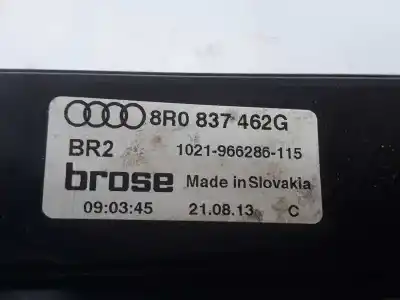 8R0 837 462G
BR2 1021-966286-115
brose Made in Slovakia
09:03:45 21.08.13 C